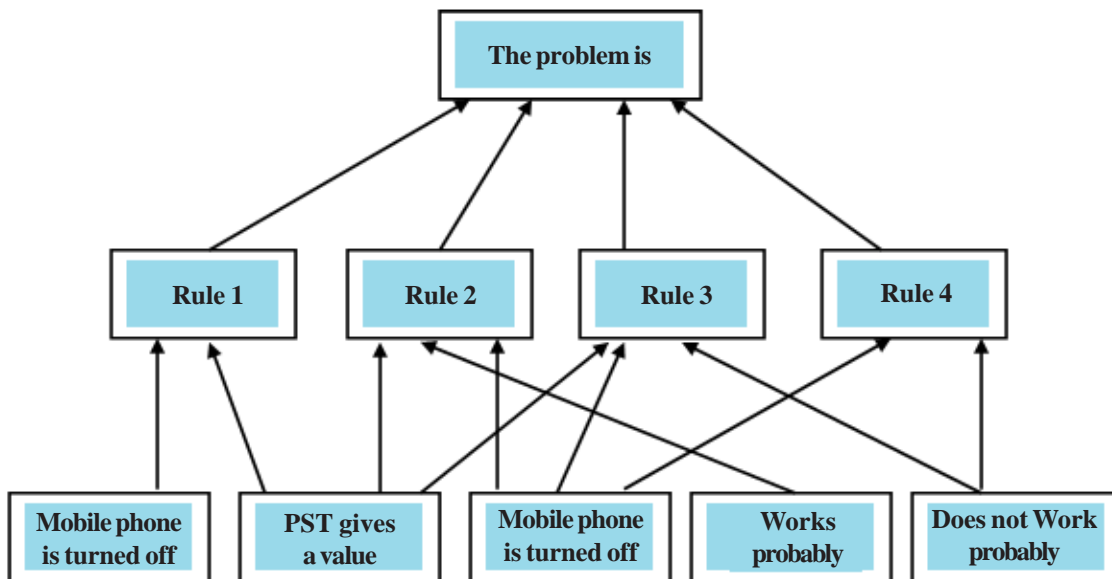 The problem is
Rule 1
Rule 2
Rule 3
Rule 4
Mobile phone
is turned off
PST gives
a value
Mobile phone
is turned off
Works
probably
Does not Work
probably